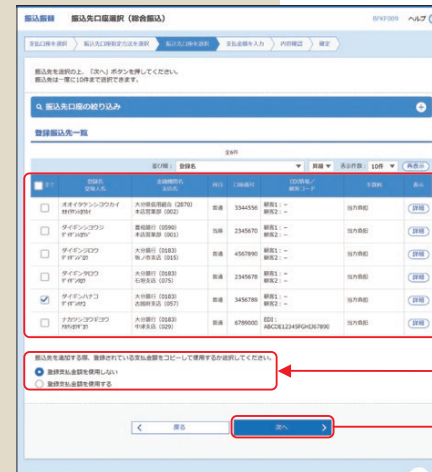 振込振替 振込先口座選択（総合振込） BFKF009 ヘルプ
支払口座を選択 振込先口座指定方法を選択 振込先口座を選択 支払金額を入力 内容確認 確定
振込先を選択の上、「次へ」ボタンを押してください。
振込先は一度に10件まで選択できます。
振込先口座の絞り込み
登録振込先一覧
全6件
並び順： 登録名 昇順 表示件数： 10件 再表示
全て 登録名 受取人名 金融機関名 支店名 科目 口座番号 EDI情報／顧客コード 手数料 表示
オオイタケンシヨウカイ 大分県信用組合 (2870) 普通 3344556 顧客1：－ 当方負担 詳細
本店営業部 (002) 顧客2：－
ダイギンシヨウジ 豊和銀行 (0590) 当座 2345670 顧客1：－ 当方負担 詳細
本店営業部 (001) 顧客2：－
ダイギンジロウ 大分銀行 (0183) 普通 4567890 顧客1：－ 当方負担 詳細
坂ノ市支店 (015) 顧客2：－
ダイギンタロウ 大分銀行 (0183) 普通 2345678 顧客1：－ 当方負担 詳細
石垣支店 (075) 顧客2：－
ダイギンハナコ 大分銀行 (0183) 普通 3456789 顧客1：－ 当方負担 詳細
古国府支店 (057) 顧客2：－
ナカツシヨウギヨウ 大分銀行 (0183) 普通 6789000 EDI： 当方負担 詳細
中津支店 (029) ABCDE12345FGHIJ67890
振込先を追加する際、登録されている支払金額をコピーして使用するか選択してください。
登録支払金額を使用しない
登録支払金額を使用する
戻る 次へ